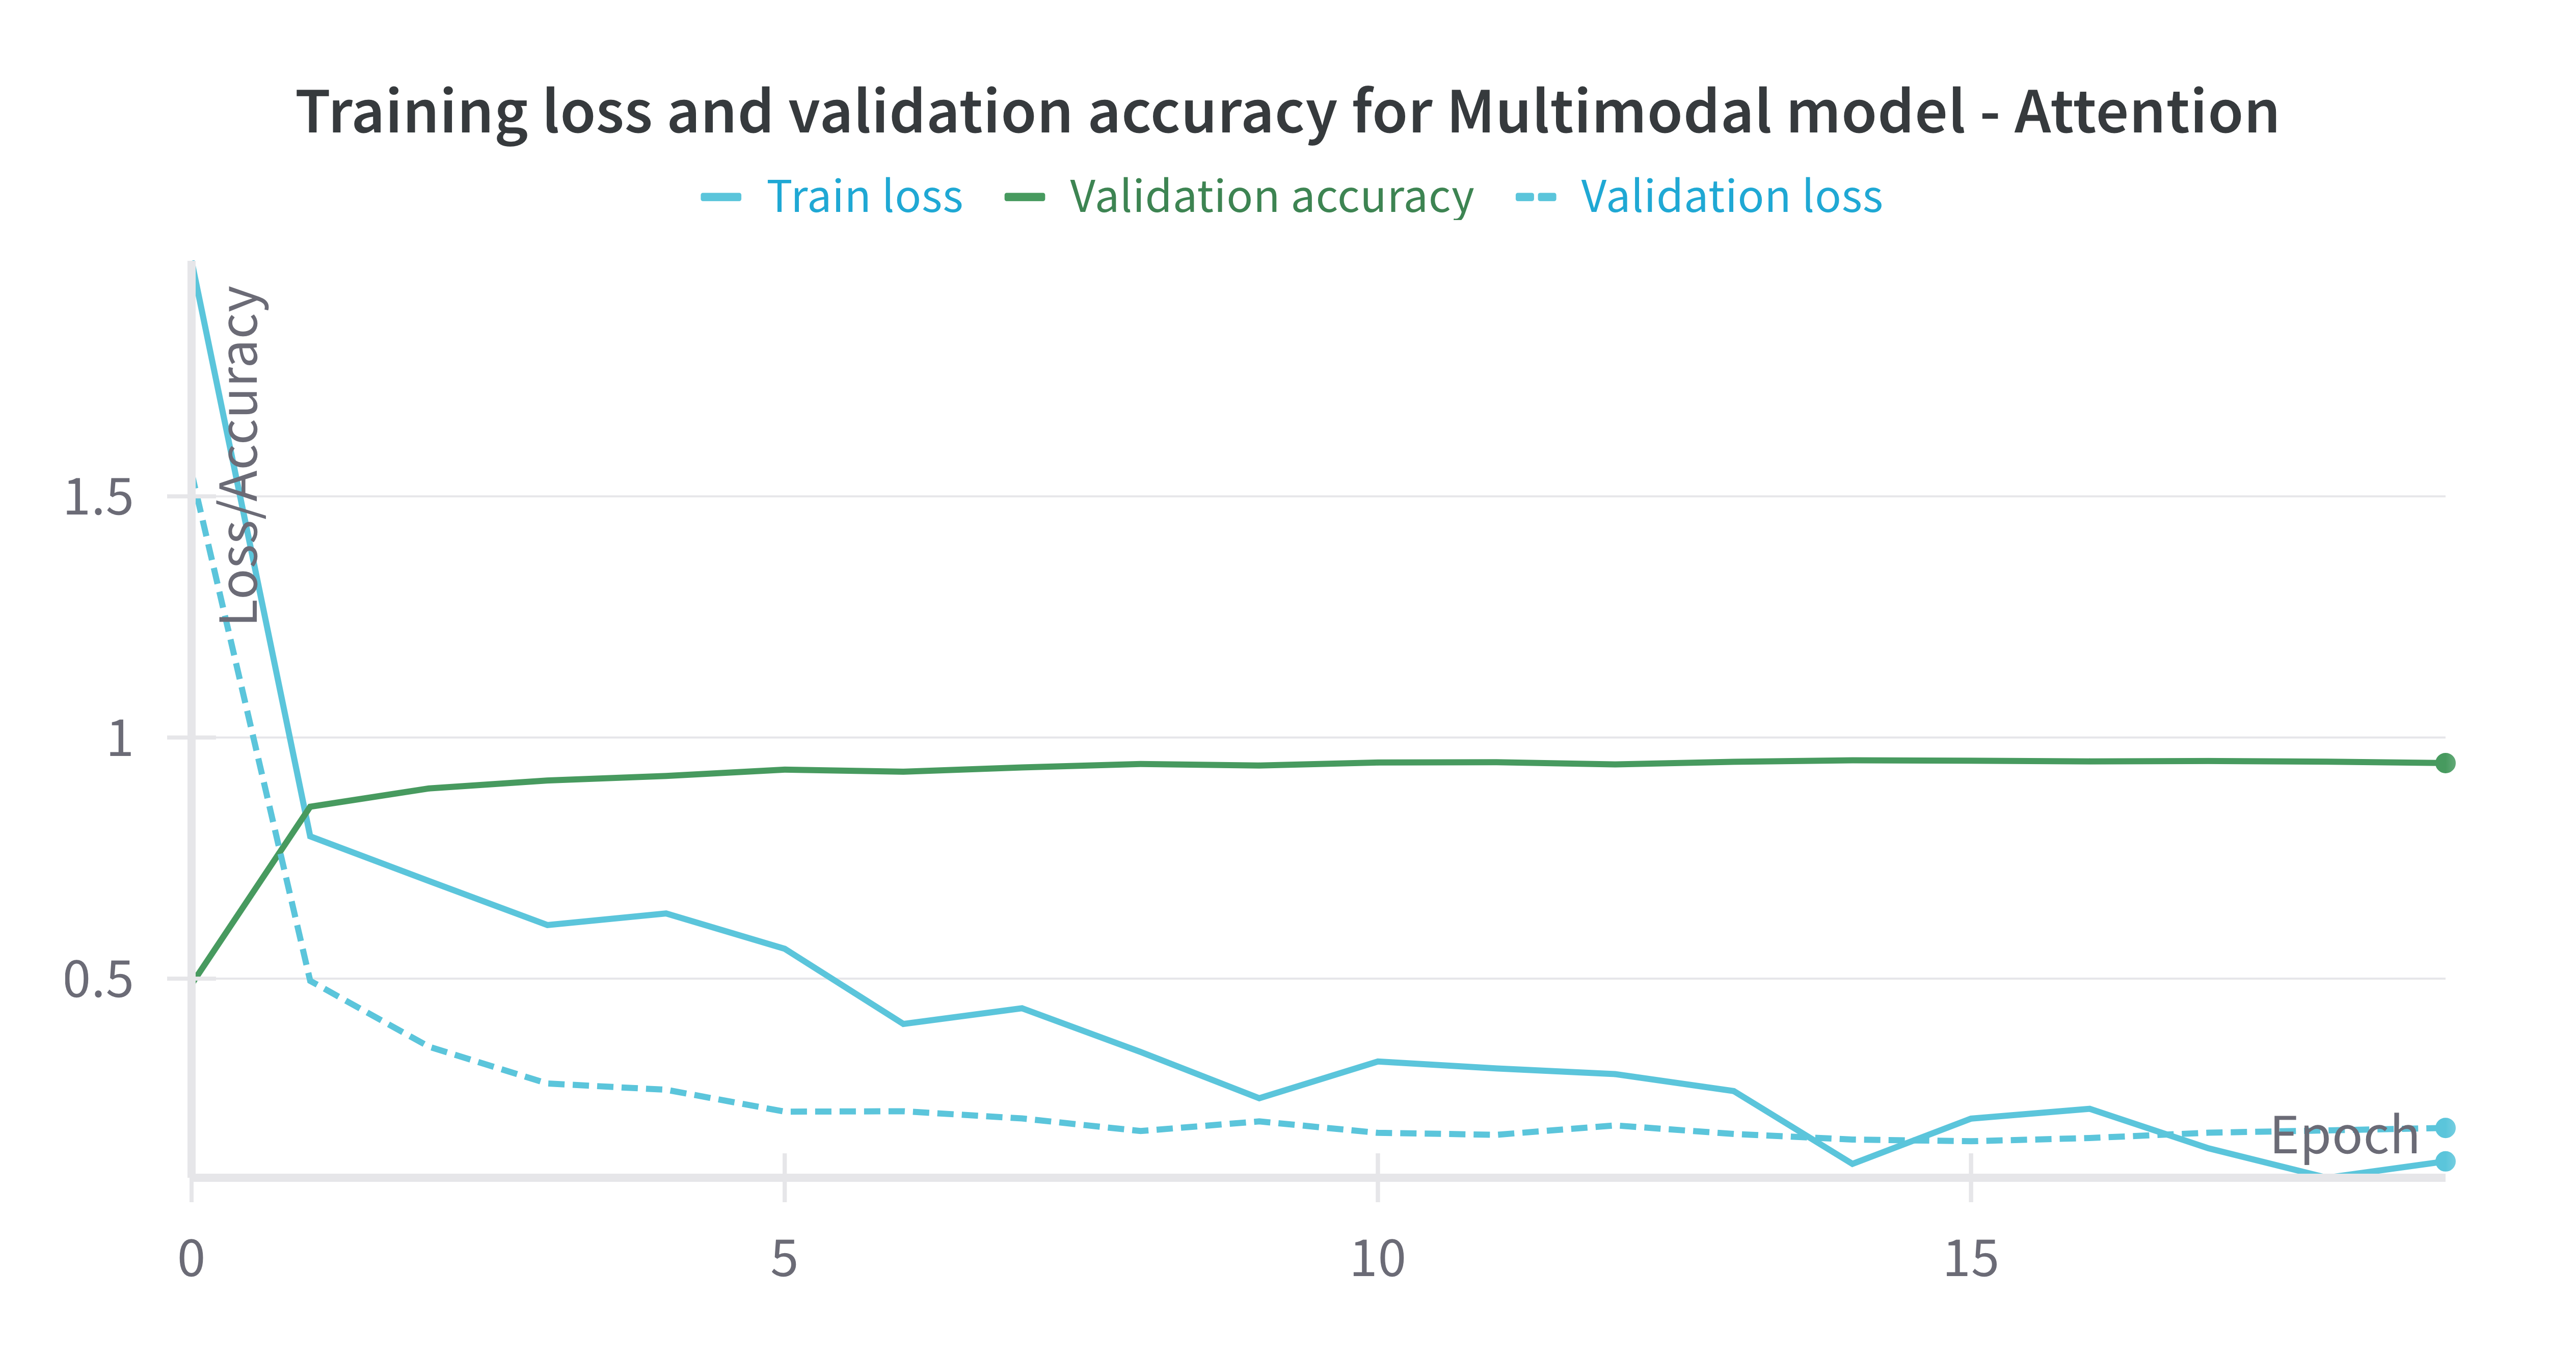 Training loss and validation accuracy for Multimodal model - Attention
Train loss Validation accuracy Validation loss
Loss/Accuracy
1.5
1
0.5
Epoch
0 5 10 15